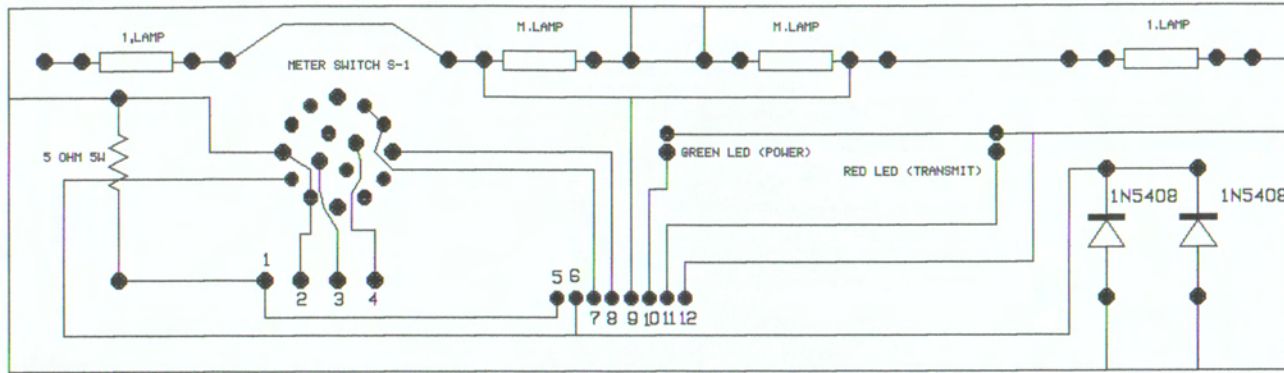 1,LAMP
M.LAMP
M.LAMP
1.LAMP
METER SWITCH S-1
5 OHM 5W
GREEN LED (POWER)
RED LED (TRANSMIT)
1N5408
1N5408
1
2
3
4
5 6
7 8 9 10 11 12